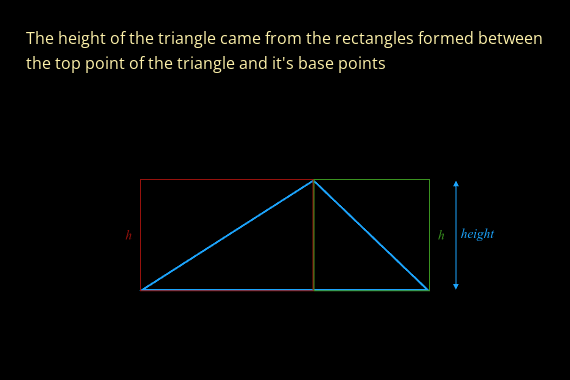 The height of the triangle came from the rectangles formed between
the top point of the triangle and it's base points
h
h
height